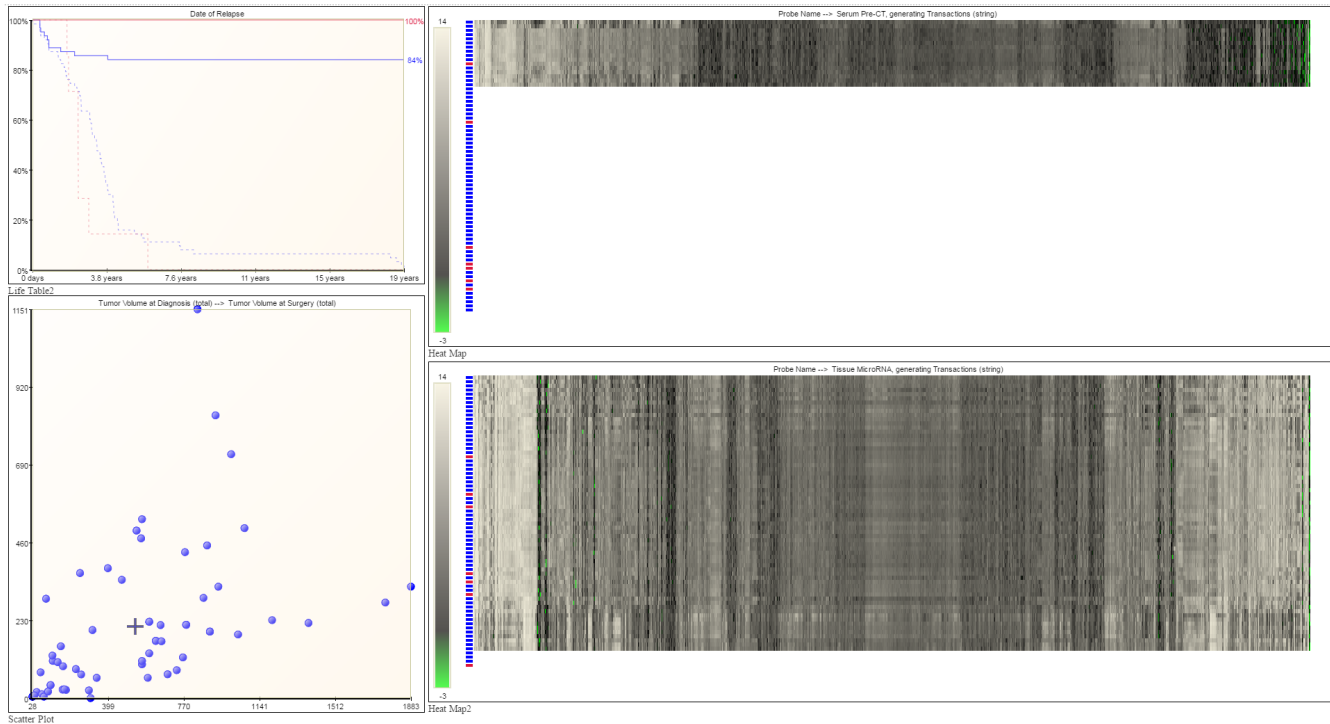 Date of Relapse
100%
100%
84%
80%
60%
40%
20%
0%
0 days
3.8 years
7.6 years
11 years
15 years
19 years
Life Table2
Tumor Volume at Diagnosis (total) --> Tumor Volume at Surgery (total)
1151
920
690
460
230
0
28
399
770
1141
1512
1883
Scatter Plot
Probe Name --> Serum Pre-CT, generating Transactions (string)
14
-3
Heat Map
Probe Name --> Tissue MicroRNA, generating Transactions (string)
14
-3
Heat Map2